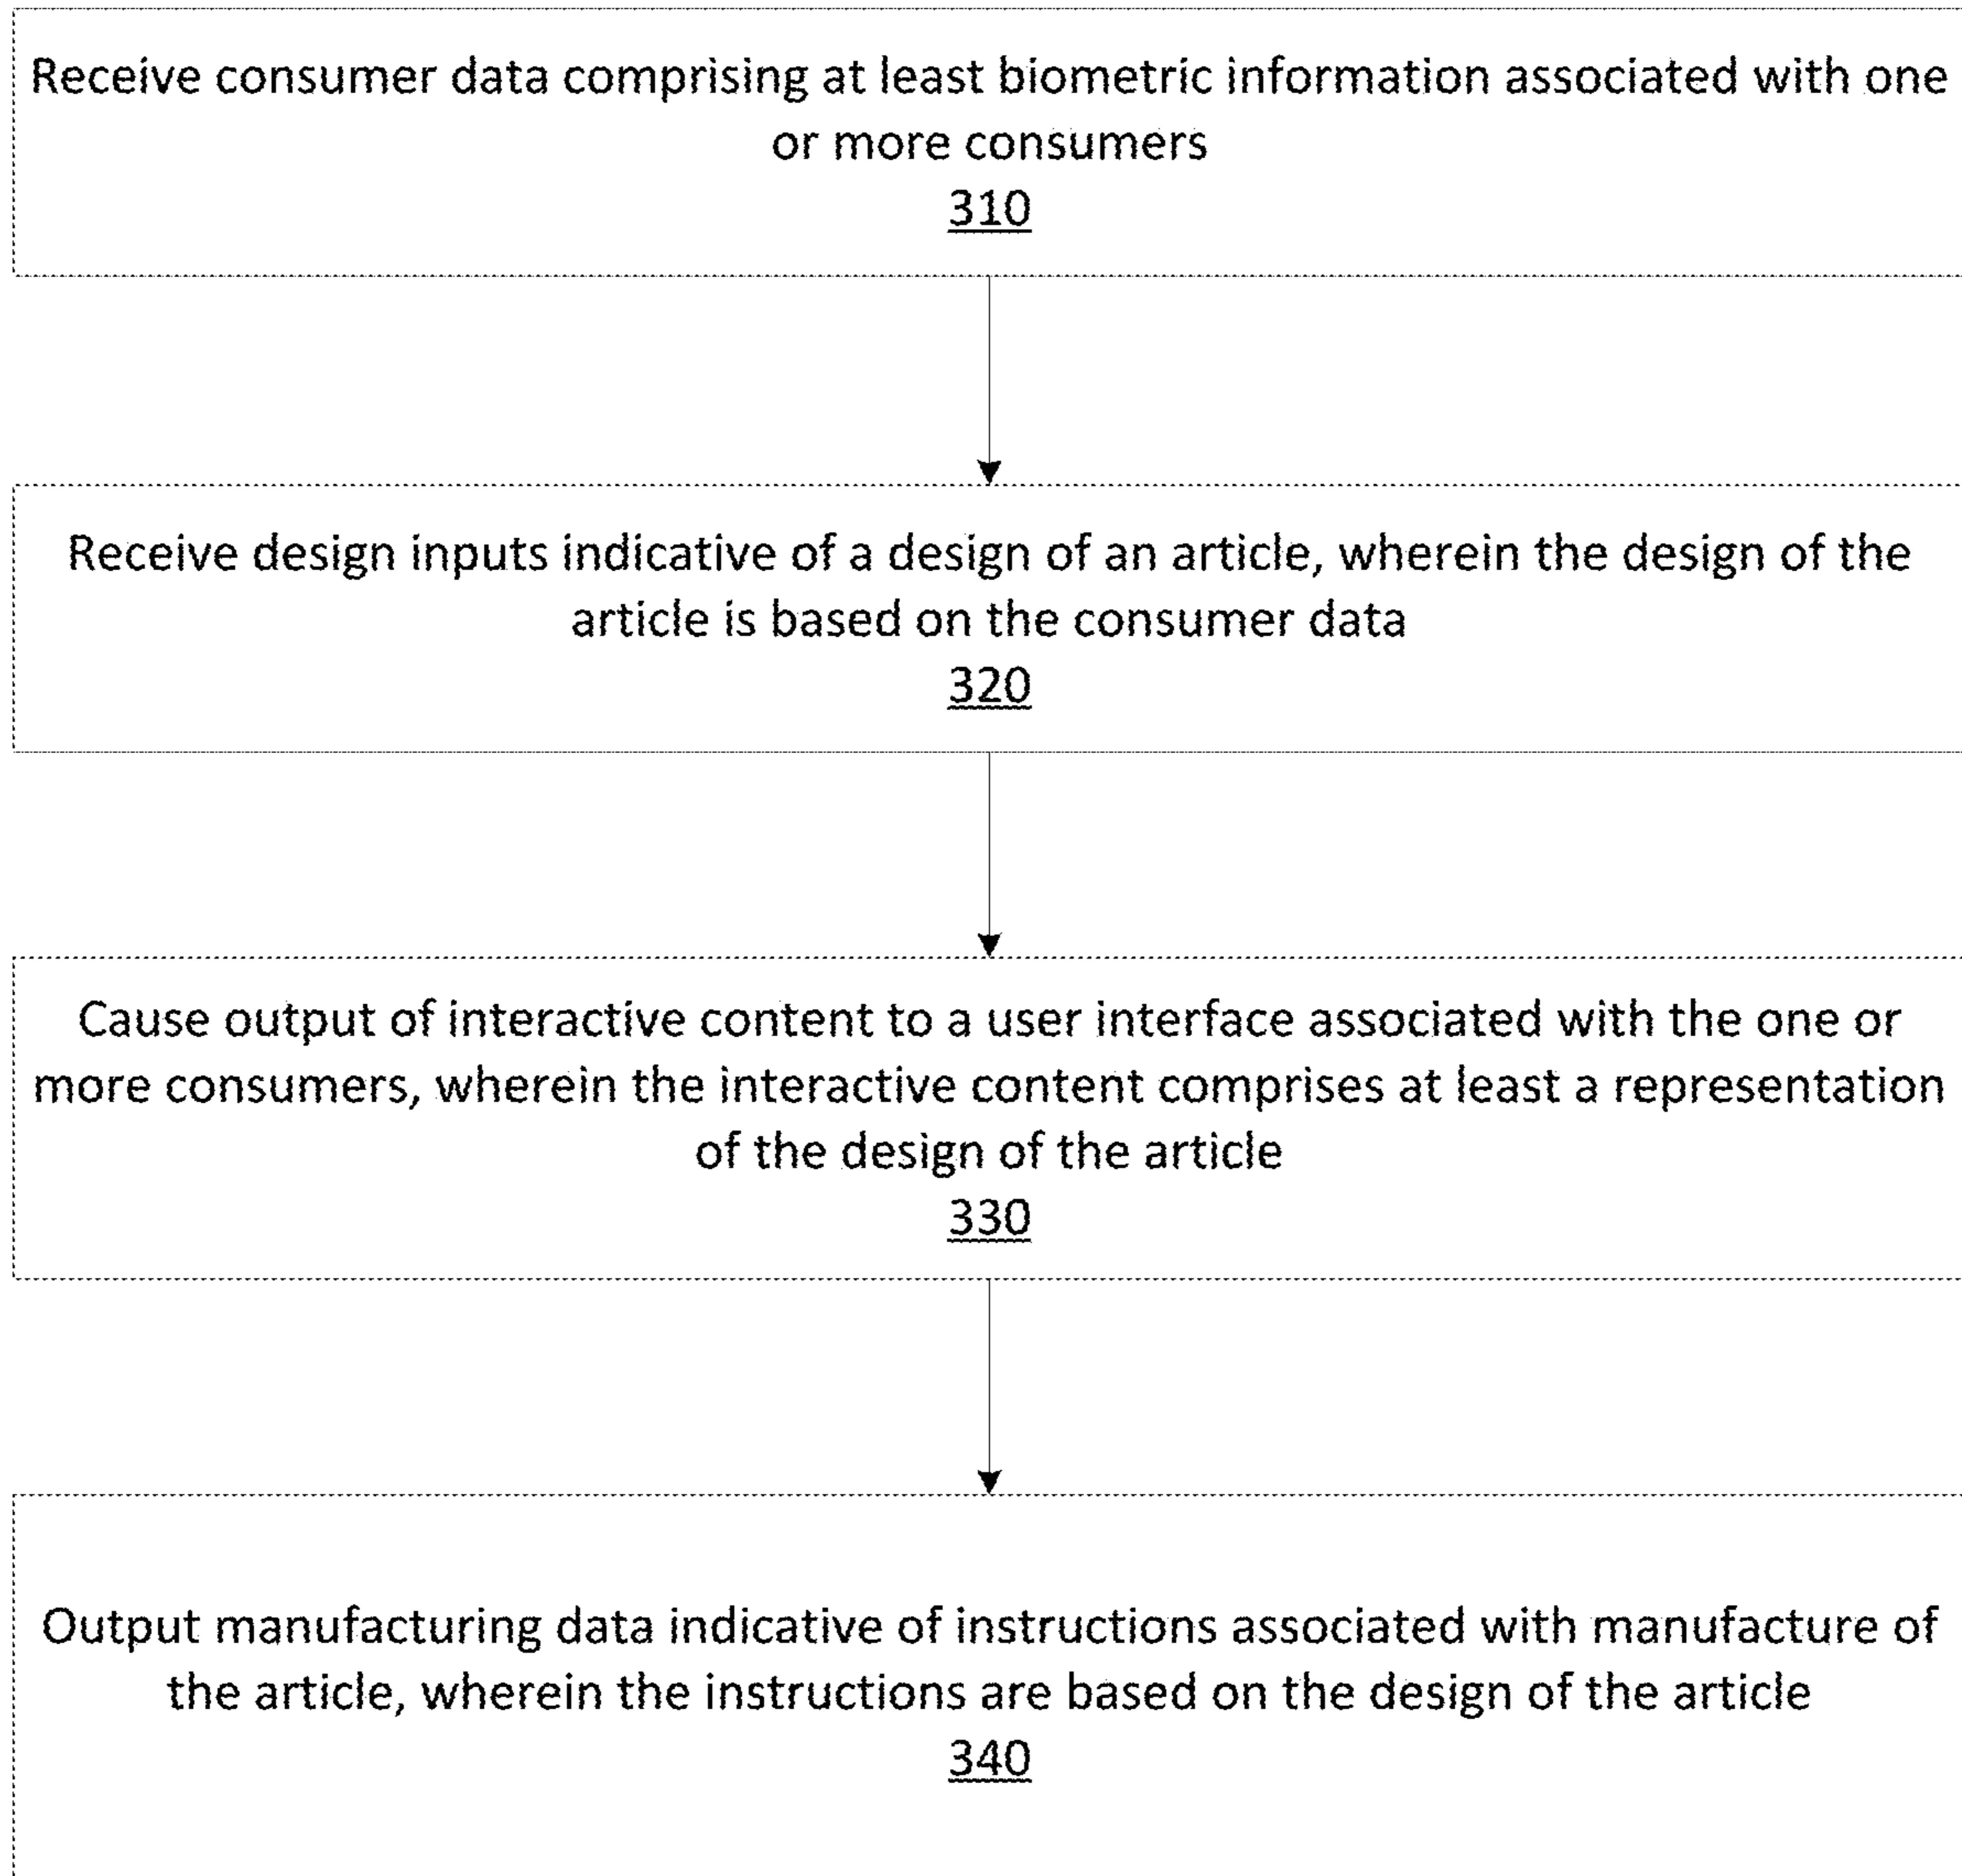 Receive consumer data comprising at least biometric information associated with one
or more consumers
310
Receive design inputs indicative of a design of an article, wherein the design of the
article is based on the consumer data
320
Cause output of interactive content to a user interface associated with the one or
more consumers, wherein the interactive content comprises at least a representation
of the design of the article
330
Output manufacturing data indicative of instructions associated with manufacture of
the article, wherein the instructions are based on the design of the article
340